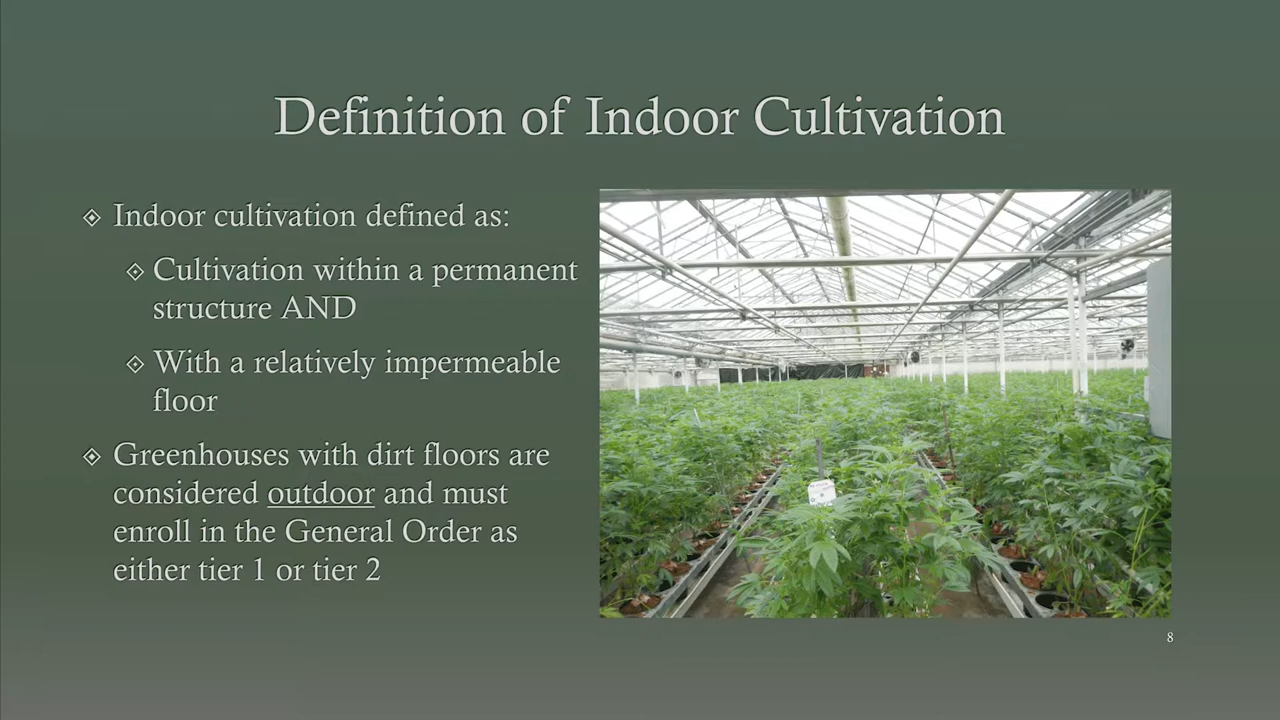 Definition of Indoor Cultivation
Indoor cultivation defined as:
Cultivation within a permanent
structure AND
With a relatively impermeable
floor
Greenhouses with dirt floors are
considered outdoor and must
enroll in the General Order as
either tier 1 or tier 2
8